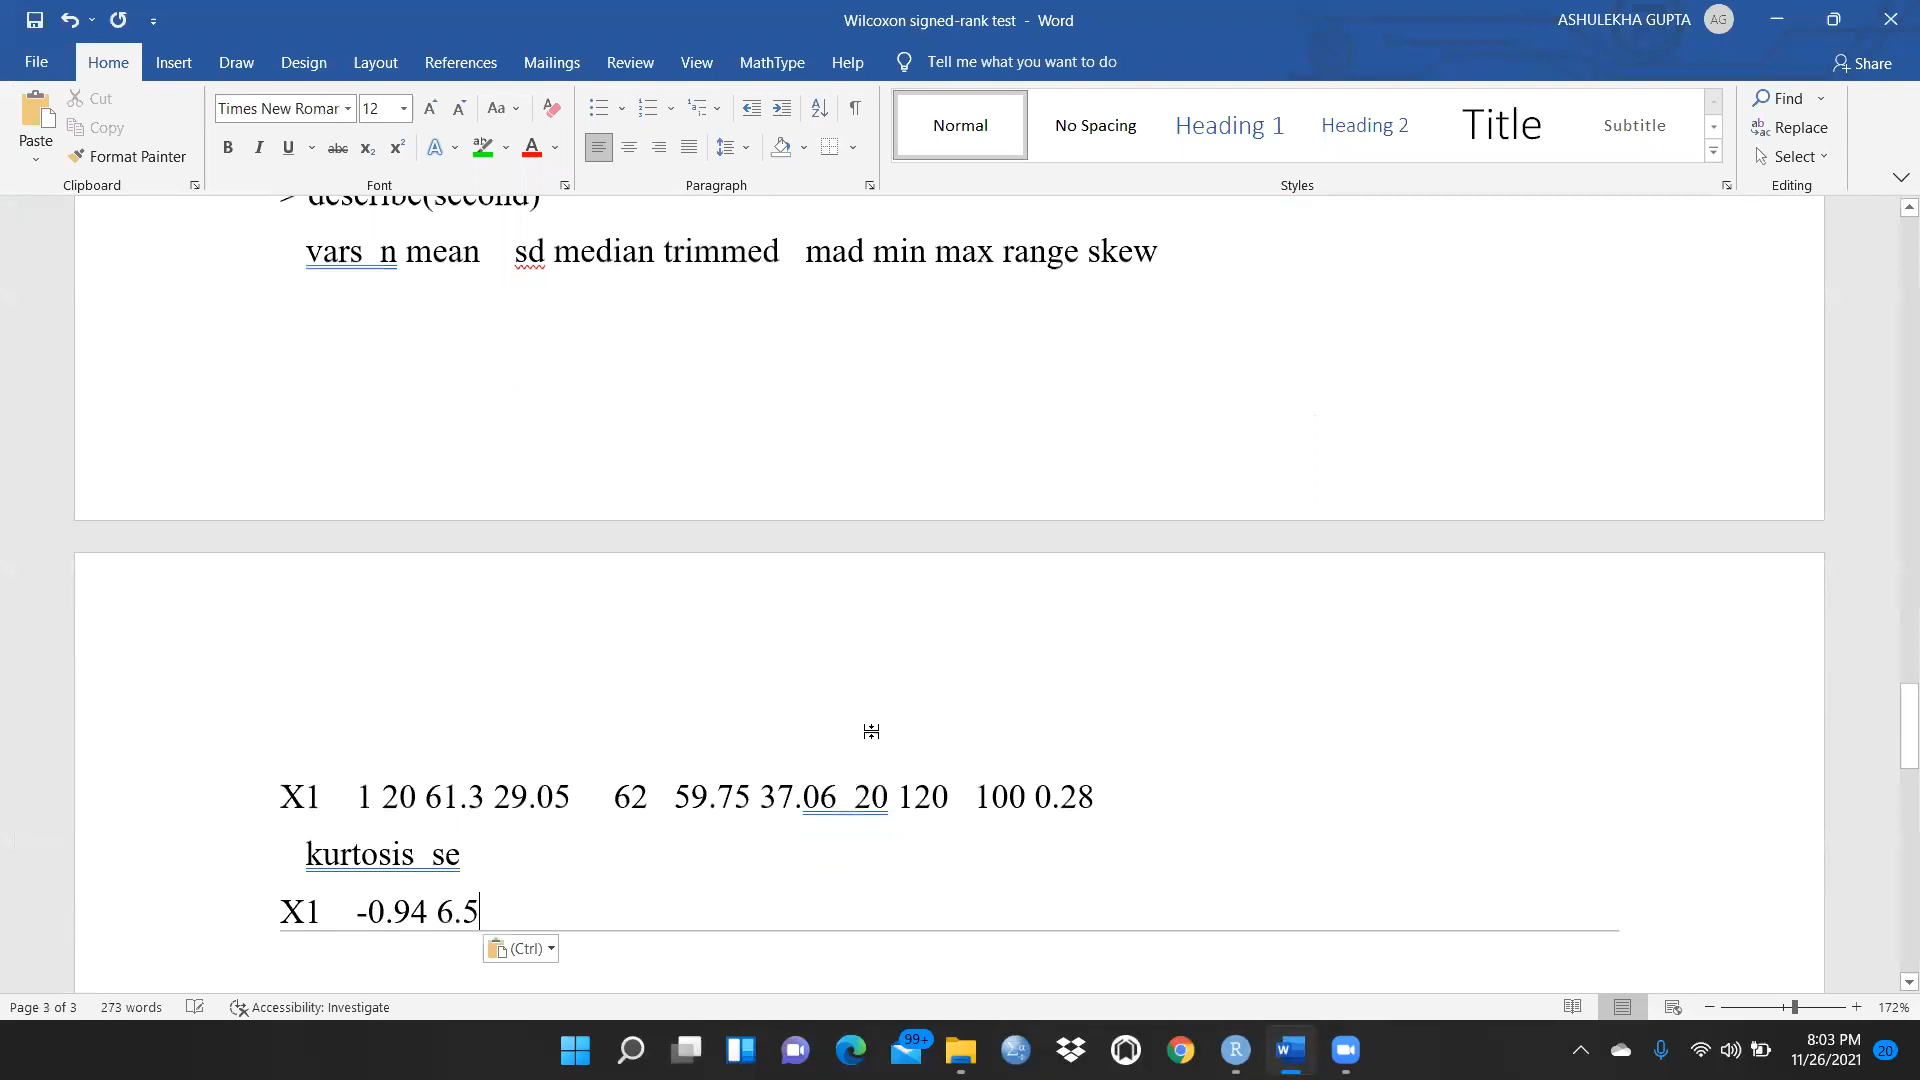 Wilcoxon signed-rank test - Word
ASHULEKHA GUPTA AG
File Home Insert Draw Design Layout References Mailings Review View MathType Help Tell me what you want to do Share
Cut
Copy
Paste
Format Painter
Clipboard
Times New Romar 12
Font
Paragraph
Normal
No Spacing
Heading 1
Heading 2
Title
Subtitle
Styles
Find
Replace
Select
Editing
> describe(second)
vars n mean sd median trimmed mad min max range skew
X1 1 20 61.3 29.05 62 59.75 37.06 20 120 100 0.28
kurtosis se
X1 -0.94 6.5
(Ctrl)
Page 3 of 3 273 words Accessibility: Investigate 172%
99+
8:03 PM
11/26/2021
20